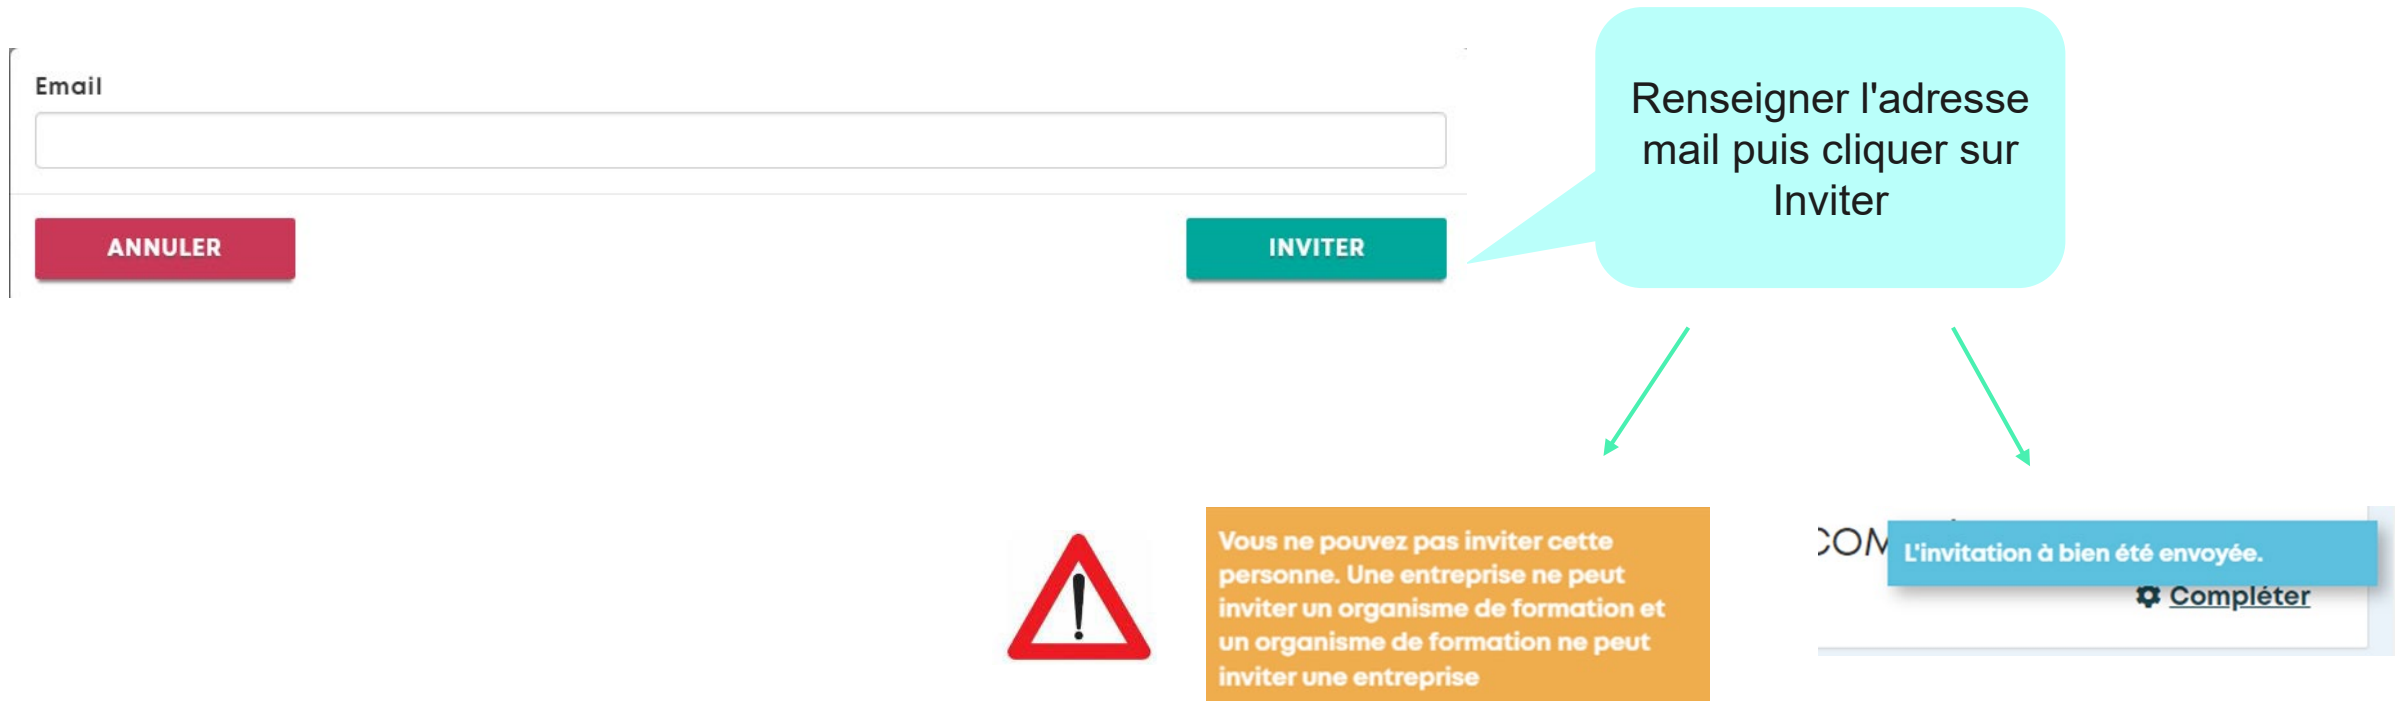 Email
ANNULER
INVITER
Renseigner l'adresse
mail puis cliquer sur
Inviter
Vous ne pouvez pas inviter cette
personne. Une entreprise ne peut
inviter un organisme de formation et
un organisme de formation ne peut
inviter une entreprise
L'invitation à bien été envoyée.
Compléter